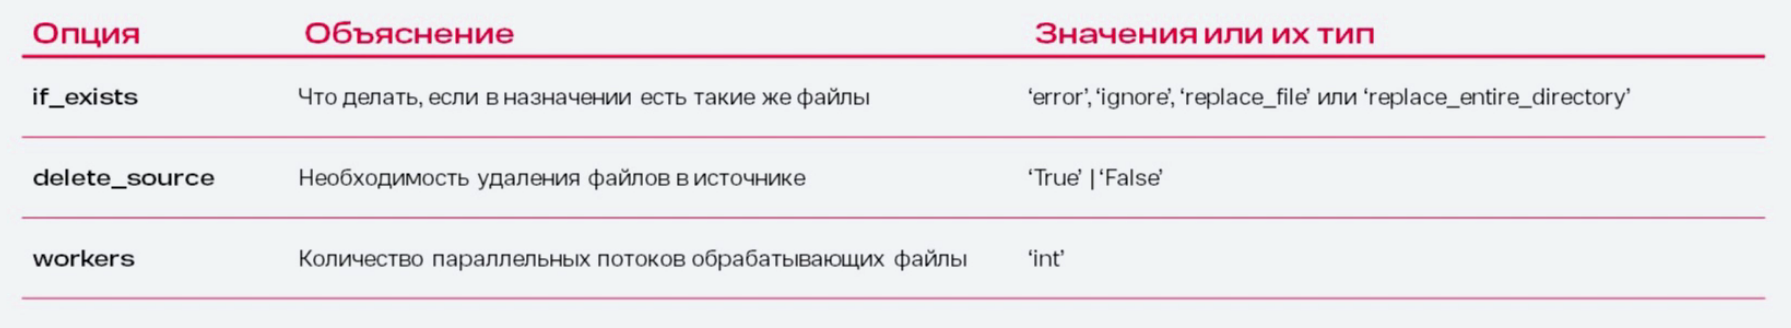 Опция Объяснение Значения или их тип
if_exists Что делать, если в назначении есть такие же файлы ‘error’, ‘ignore’, ‘replace_file’ или ‘replace_entire_directory’
delete_source Необходимость удаления файлов в источнике ‘True’ | ‘False’
workers Количество параллельных потоков обрабатывающих файлы ‘int’